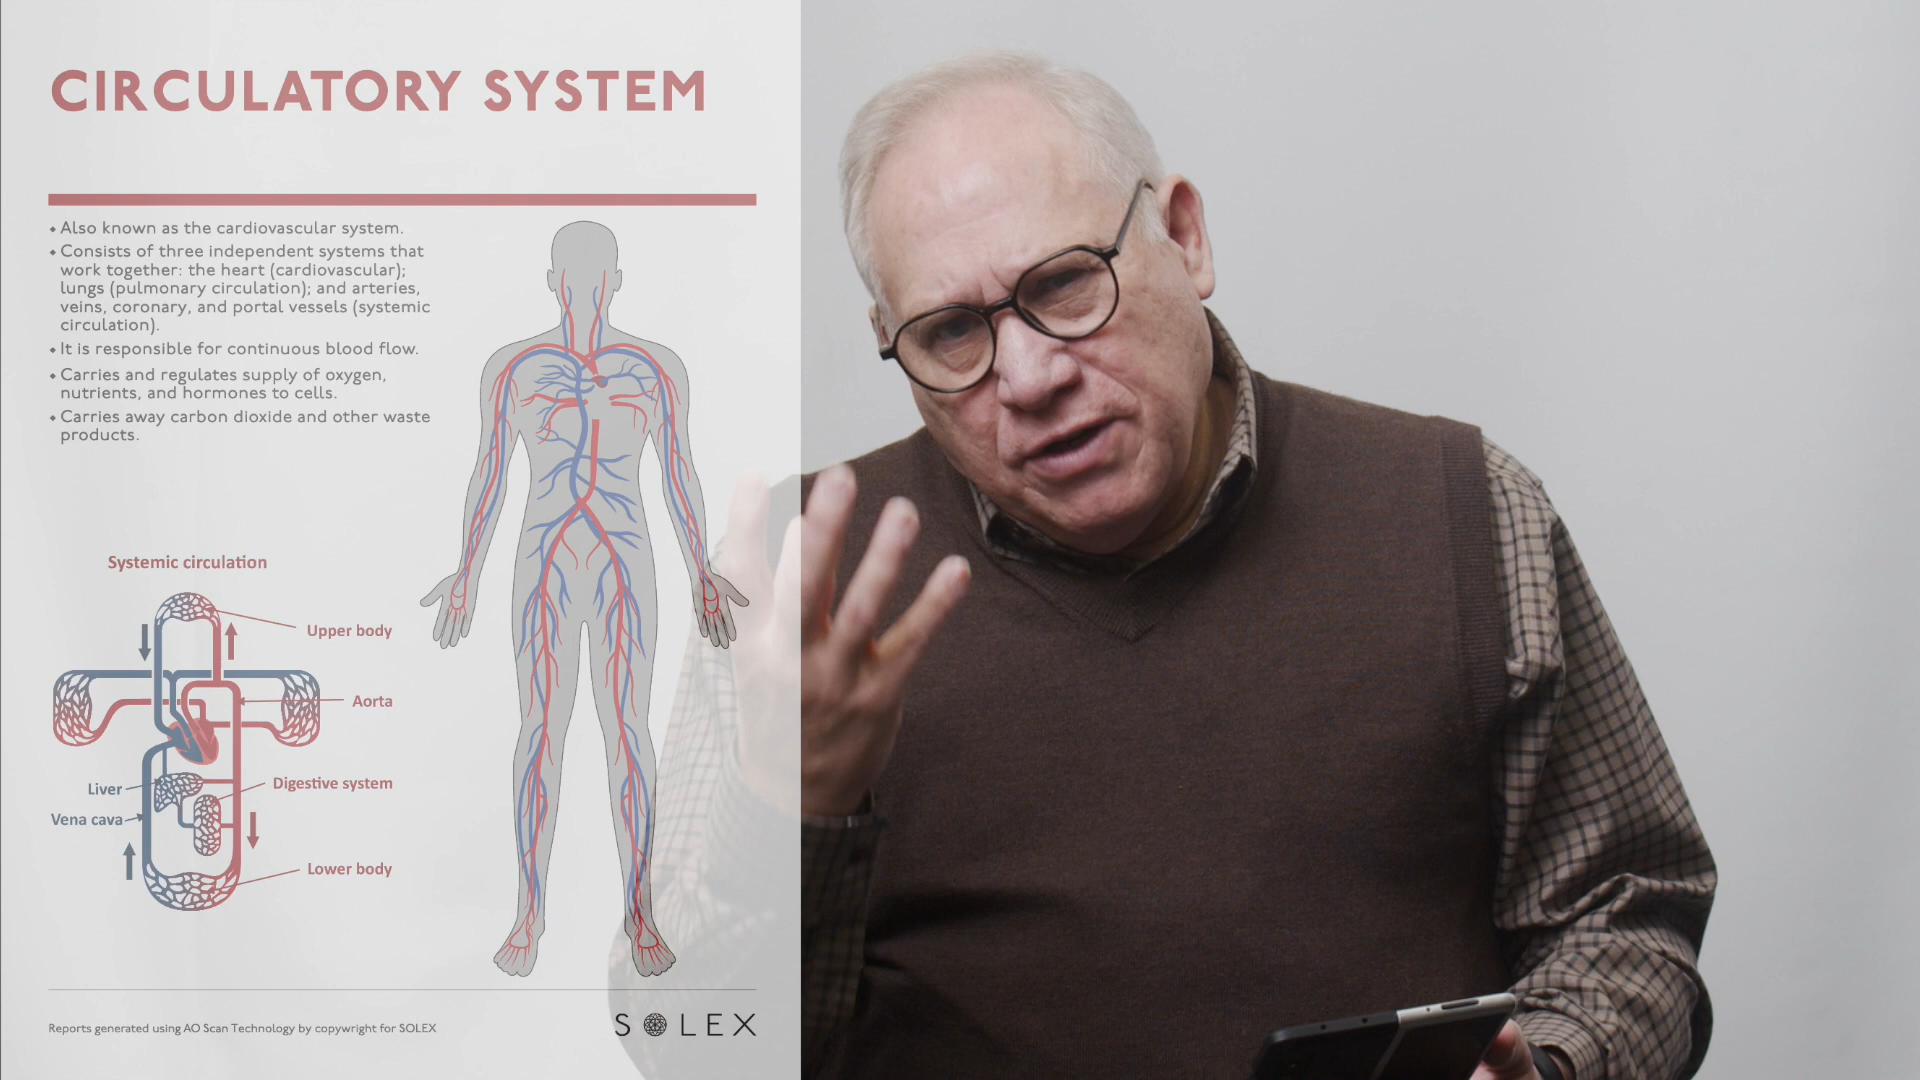 CIRCULATORY SYSTEM
Also known as the cardiovascular system.
Consists of three independent systems that
work together: the heart (cardiovascular);
lungs (pulmonary circulation); and arteries,
veins, coronary, and portal vessels (systemic
circulation).
It is responsible for continuous blood flow.
Carries and regulates supply of oxygen,
nutrients, and hormones to cells.
Carries away carbon dioxide and other waste
products.
Systemic circulation
Upper body
Aorta
Liver
Digestive system
Vena cava
Lower body
Reports generated using AO Scan Technology by copywright for SOLEX
SOLEX